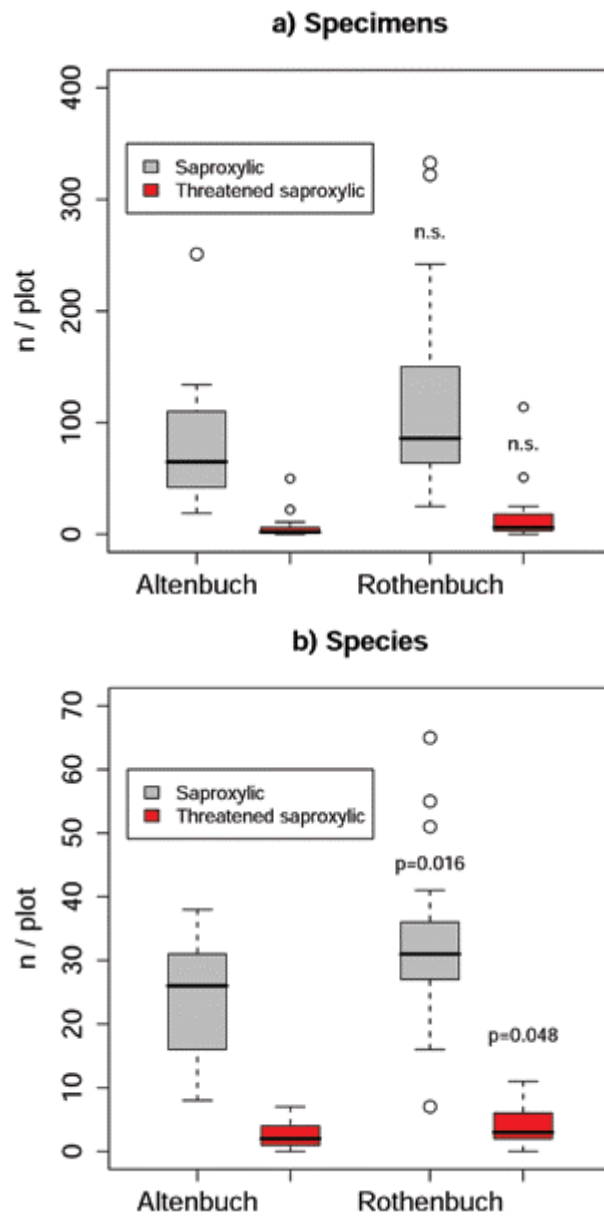 a) Specimens
400
300
200
100
0
n / plot
Saproxylic
Threatened saproxylic
n.s.
n.s.
Altenbuch
Rothenbuch
b) Species
70
60
50
40
30
20
10
0
n / plot
Saproxylic
Threatened saproxylic
p=0.016
p=0.048
Altenbuch
Rothenbuch